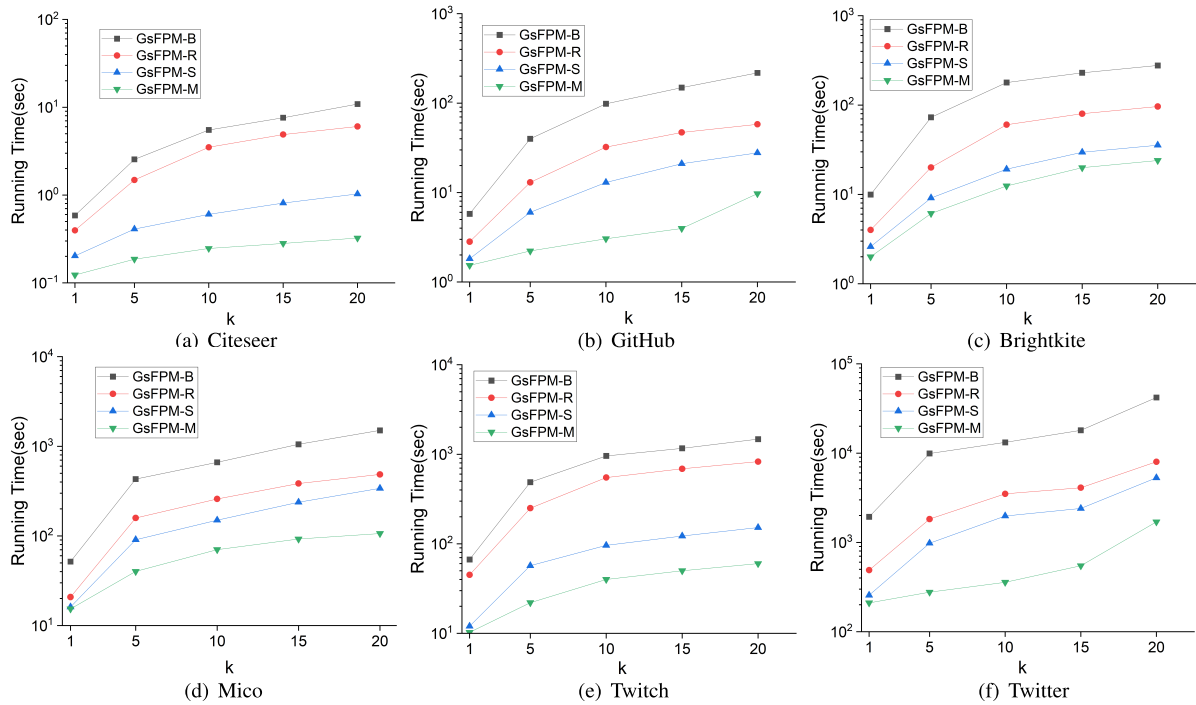 10^2
10^1
10^0
10^-1
Running Time(sec)
GsFPM-B
GsFPM-R
GsFPM-S
GsFPM-M
1 5 10 15 20
k
(a) Citeseer
10^3
10^2
10^1
10^0
Running Time(sec)
GsFPM-B
GsFPM-R
GsFPM-S
GsFPM-M
1 5 10 15 20
k
(b) GitHub
10^3
10^2
10^1
10^0
Runnnig Time(sec)
GsFPM-B
GsFPM-R
GsFPM-S
GsFPM-M
1 5 10 15 20
k
(c) Brightkite
10^4
10^3
10^2
10^1
Running Time(sec)
GsFPM-B
GsFPM-R
GsFPM-S
GsFPM-M
1 5 10 15 20
k
(d) Mico
10^4
10^3
10^2
10^1
Running Time(sec)
GsFPM-B
GsFPM-R
GsFPM-S
GsFPM-M
1 5 10 15 20
k
(e) Twitch
10^5
10^4
10^3
10^2
Running Time(sec)
GsFPM-B
GsFPM-R
GsFPM-S
GsFPM-M
1 5 10 15 20
k
(f) Twitter